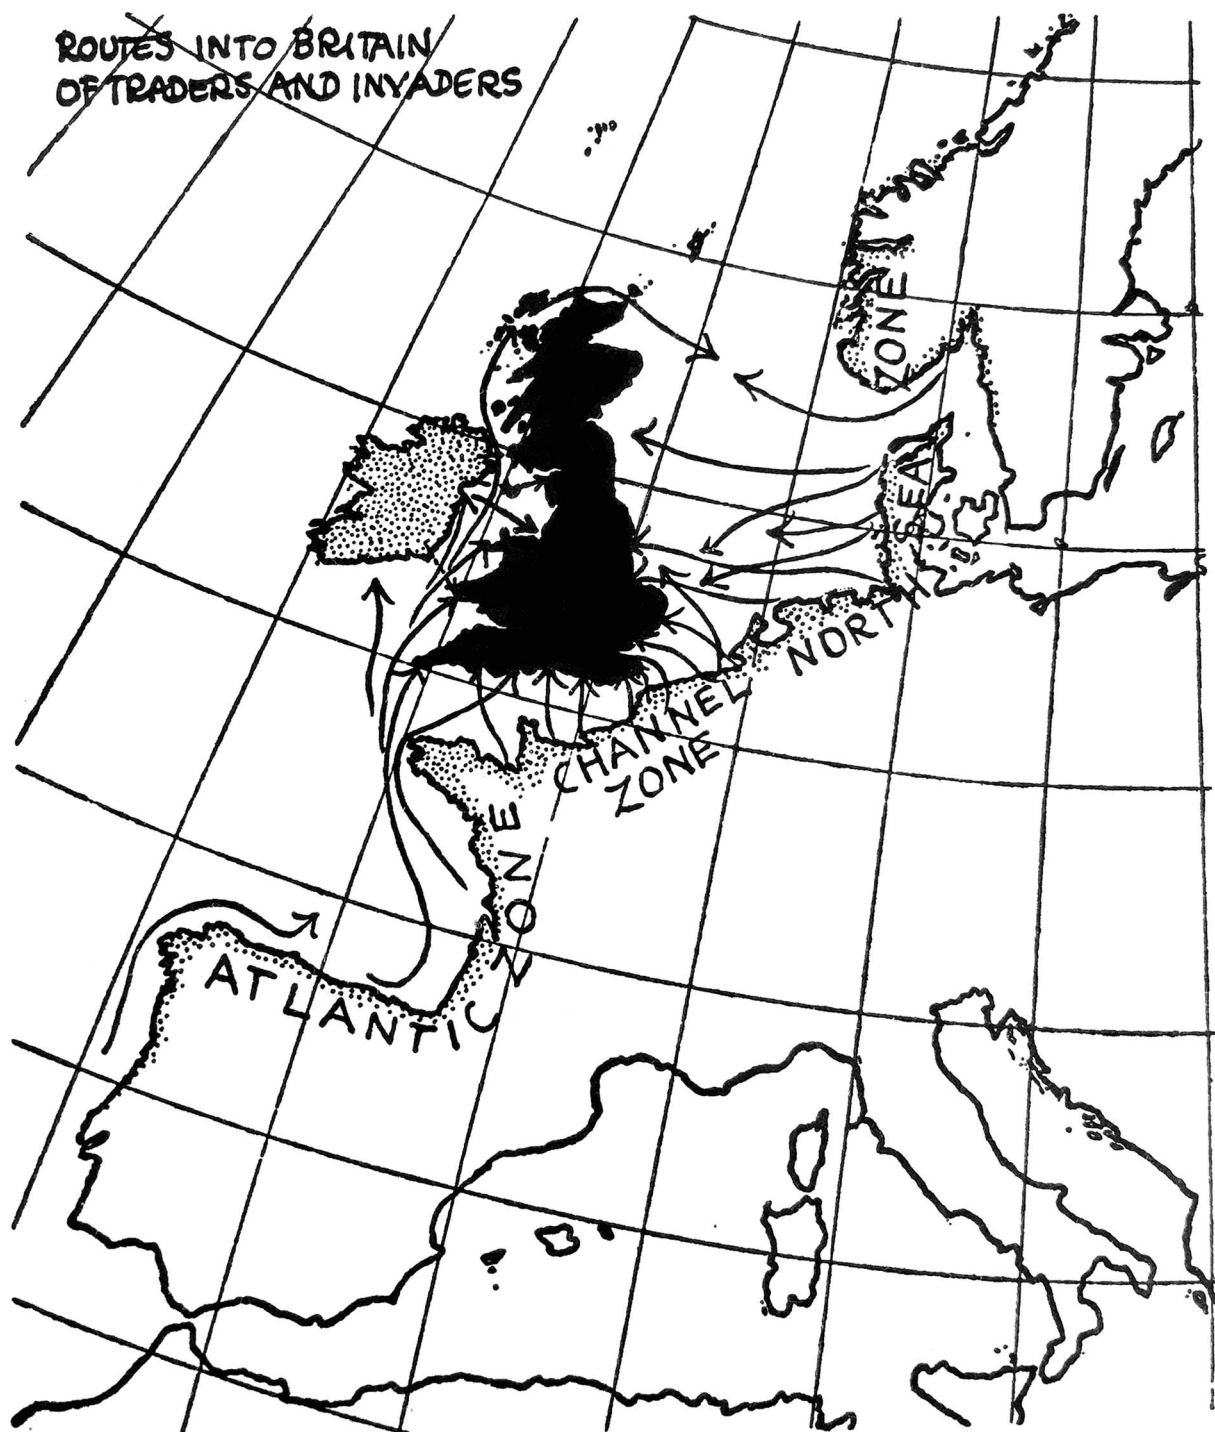 ROUTES INTO BRITAIN
OF TRADERS AND INVADERS
NORTH SEA ZONE
CHANNEL
ZONE
ATLANTIC ZONE